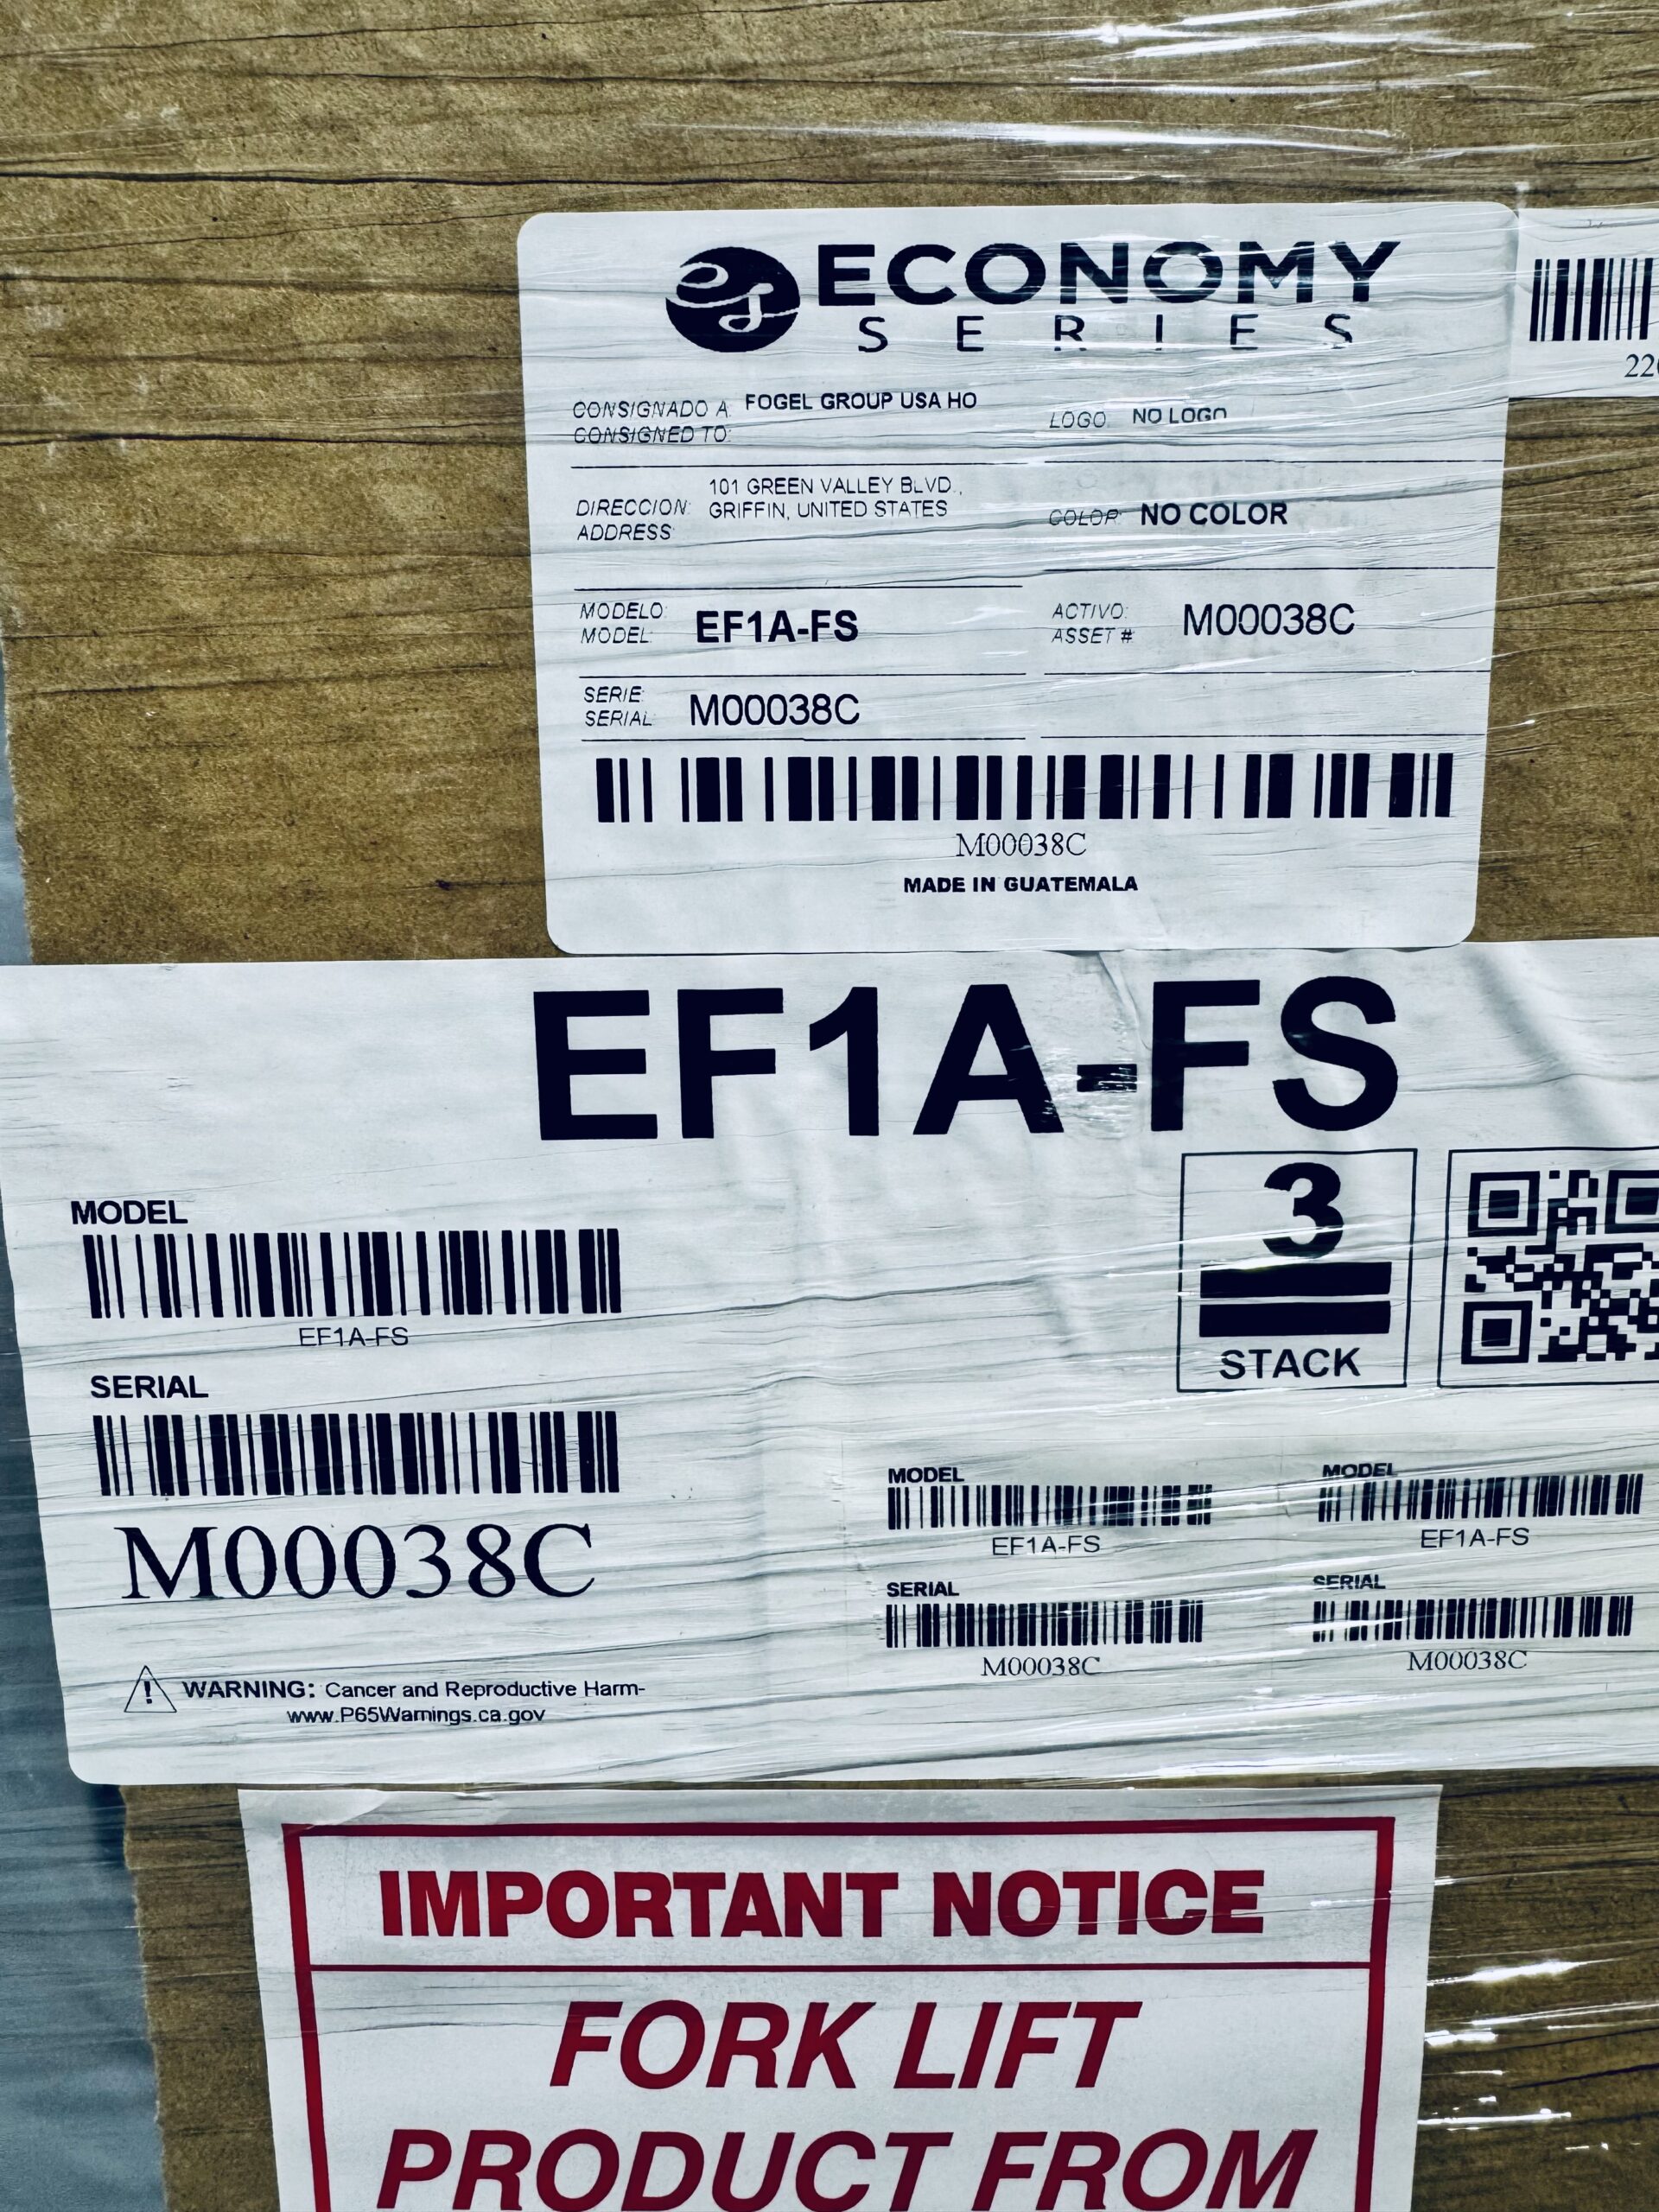 ECONOMY
SERIES
CONSIGNADO A: FOGEL GROUP USA HO
CONSIGNED TO:
LOGO: NO LOGO
DIRECCION: 101 GREEN VALLEY BLVD.,
ADDRESS: GRIFFIN, UNITED STATES
COLOR: NO COLOR
MODELO:
MODEL: EF1A-FS
ACTIVO:
ASSET # M00038C
SERIE:
SERIAL: M00038C
M00038C
MADE IN GUATEMALA
EF1A-FS
3
STACK
MODEL
EF1A-FS
SERIAL
M00038C
WARNING: Cancer and Reproductive Harm-
www.P65Warnings.ca.gov
MODEL
EF1A-FS
SERIAL
M00038C
MODEL
EF1A-FS
SERIAL
M00038C
IMPORTANT NOTICE
FORK LIFT
PRODUCT FROM